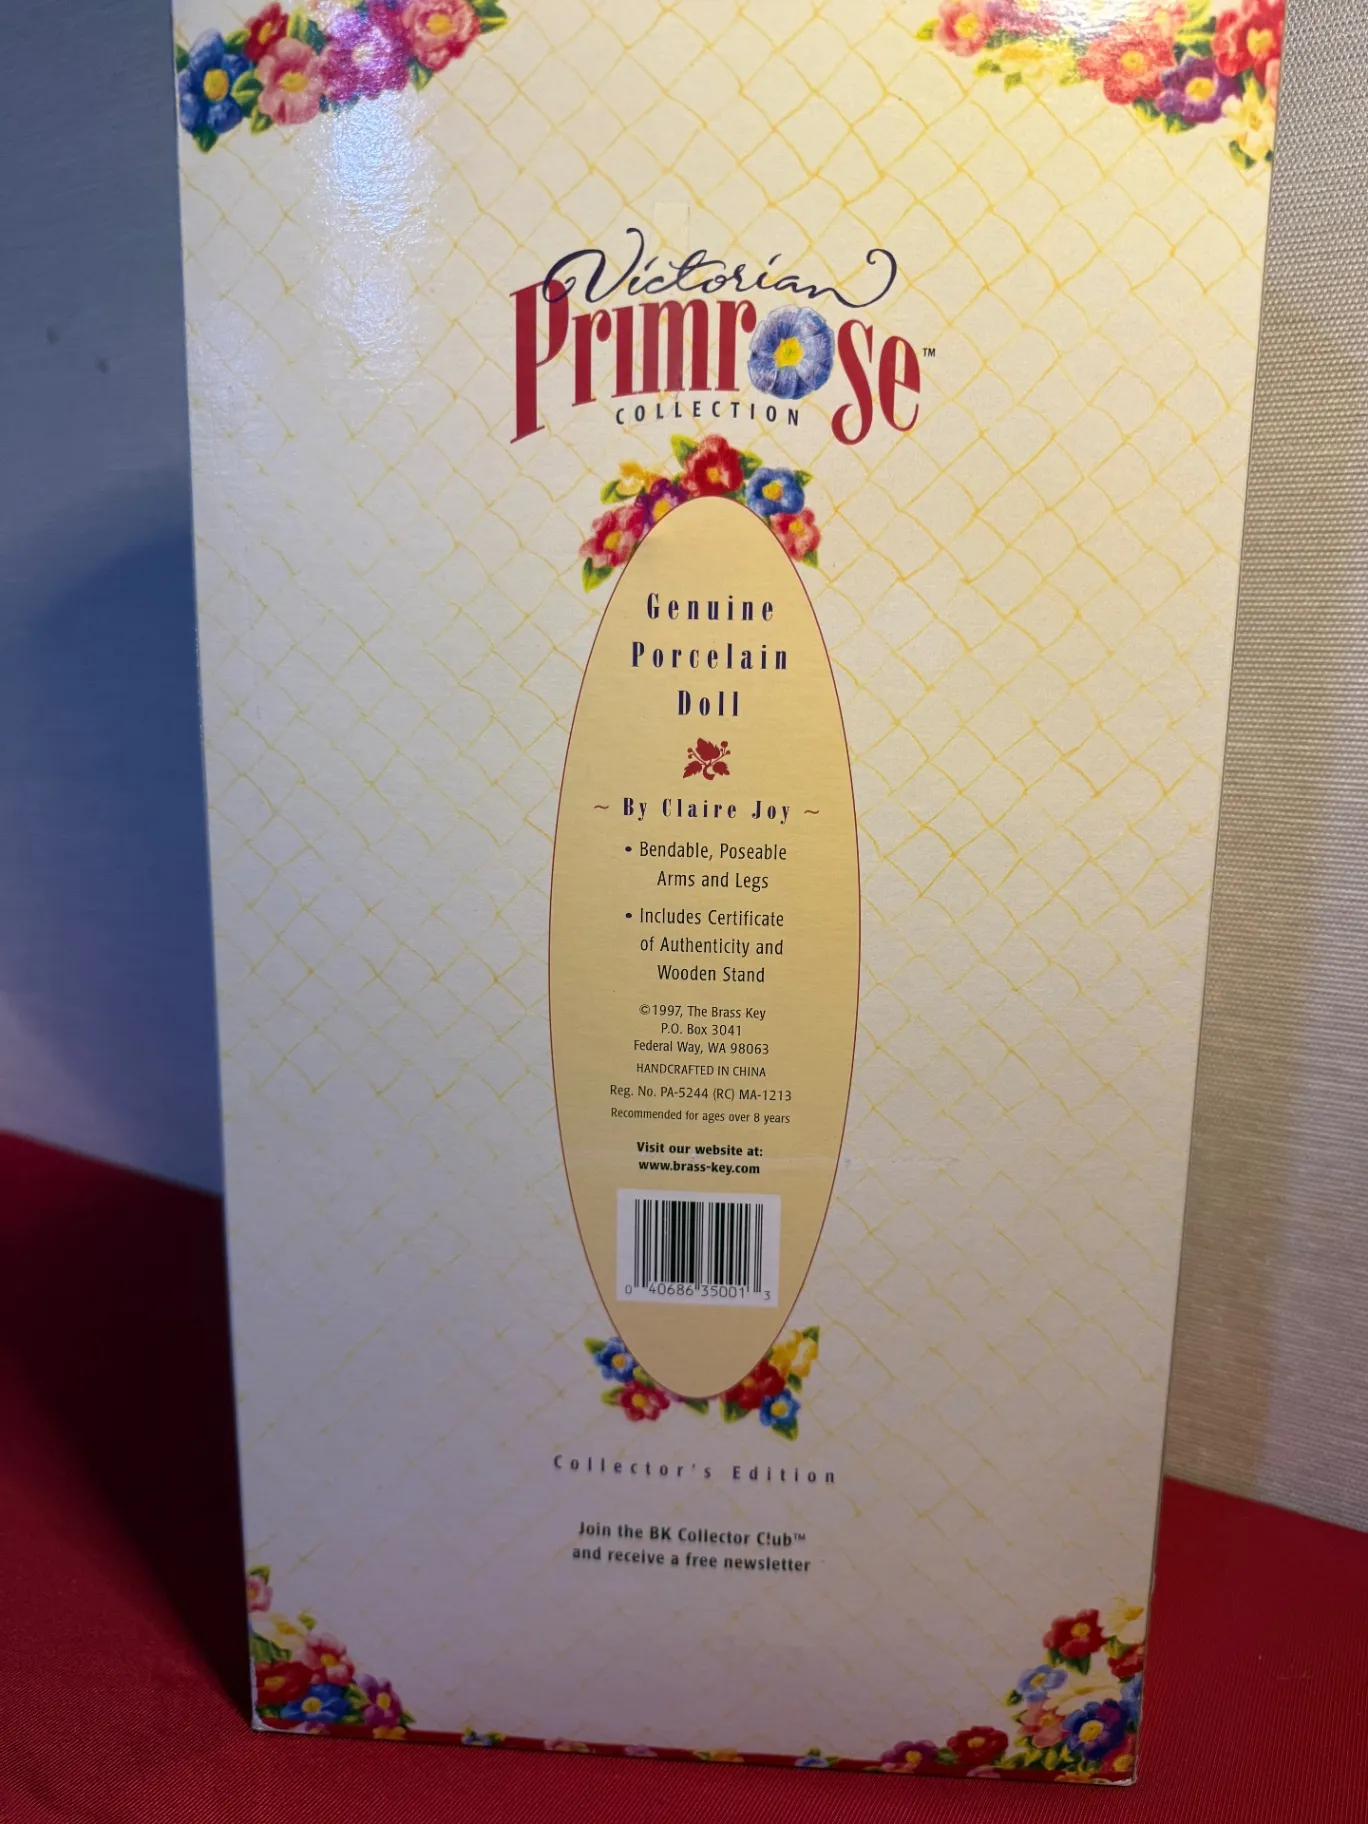 Victorian
Primrose™
COLLECTION
Genuine
Porcelain
Doll
~ By Claire Joy ~
• Bendable, Poseable
Arms and Legs
• Includes Certificate
of Authenticity and
Wooden Stand
©1997, The Brass Key
P.O. Box 3041
Federal Way, WA 98063
HANDCRAFTED IN CHINA
Reg. No. PA-5244 (RC) MA-1213
Recommended for ages over 8 years
Visit our website at:
www.brass-key.com
0 40686 35001 3
Collector's Edition
Join the BK Collector Club™
and receive a free newsletter